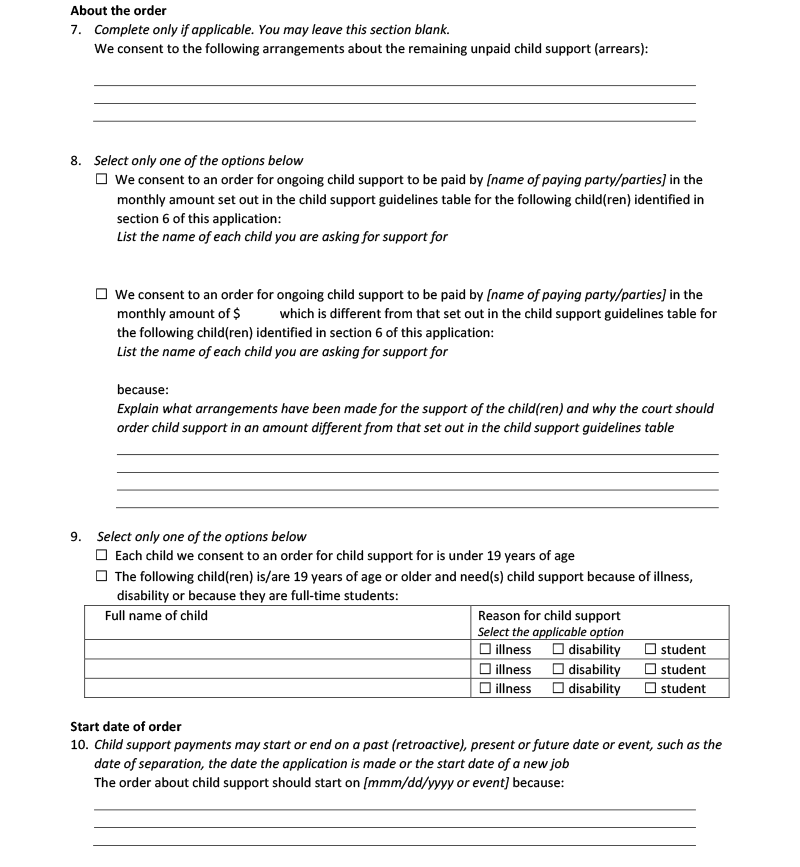 About the order
7. Complete only if applicable. You may leave this section blank.
We consent to the following arrangements about the remaining unpaid child support (arrears):
8. Select only one of the options below
☐ We consent to an order for ongoing child support to be paid by [name of paying party/parties] in the
monthly amount set out in the child support guidelines table for the following child(ren) identified in
section 6 of this application:
List the name of each child you are asking for support for
☐ We consent to an order for ongoing child support to be paid by [name of paying party/parties] in the
monthly amount of $ which is different from that set out in the child support guidelines table for
the following child(ren) identified in section 6 of this application:
List the name of each child you are asking for support for
because:
Explain what arrangements have been made for the support of the child(ren) and why the court should
order child support in an amount different from that set out in the child support guidelines table
9. Select only one of the options below
☐ Each child we consent to an order for child support for is under 19 years of age
☐ The following child(ren) is/are 19 years of age or older and need(s) child support because of illness,
disability or because they are full-time students:
Full name of child Reason for child support
Select the applicable option
☐ illness ☐ disability ☐ student
☐ illness ☐ disability ☐ student
☐ illness ☐ disability ☐ student
Start date of order
10. Child support payments may start or end on a past (retroactive), present or future date or event, such as the
date of separation, the date the application is made or the start date of a new job
The order about child support should start on [mmm/dd/yyyy or event] because: